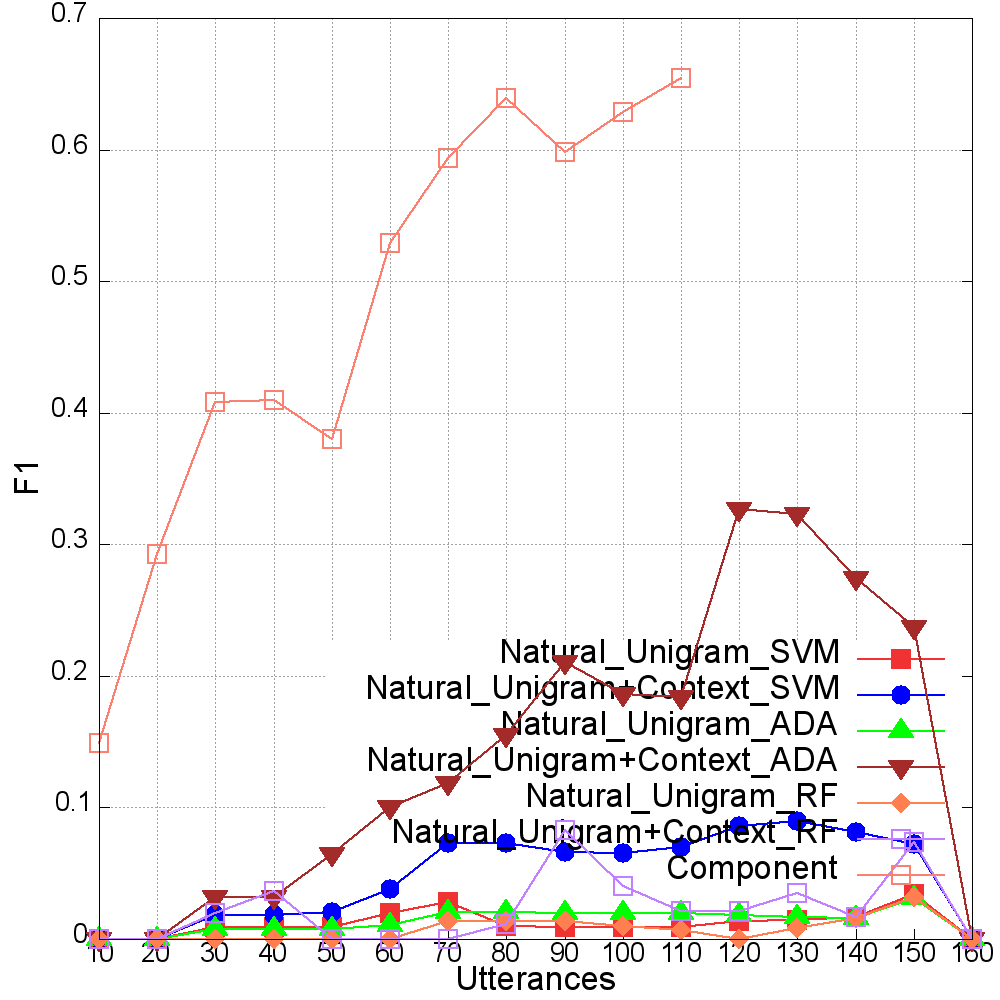 0.7
0.6
0.5
0.4
0.3
0.2
0.1
0
F1
Natural_Unigram_SVM
Natural_Unigram+Context_SVM
Natural_Unigram_ADA
Natural_Unigram+Context_ADA
Natural_Unigram_RF
Natural_Unigram+Context_RF
Component
10 20 30 40 50 60 70 80 90 100 110 120 130 140 150 160
Utterances